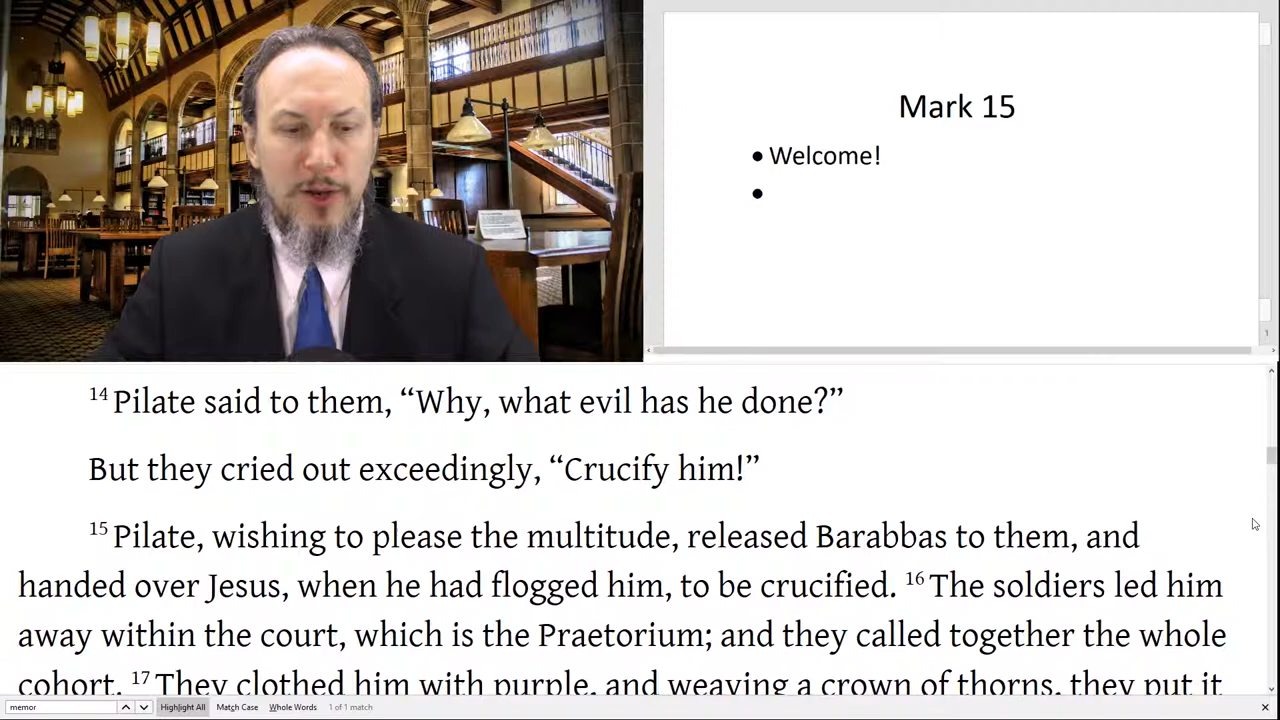 Mark 15
• Welcome!
•
1
14 Pilate said to them, “Why, what evil has he done?”
But they cried out exceedingly, “Crucify him!”
15 Pilate, wishing to please the multitude, released Barabbas to them, and
handed over Jesus, when he had flogged him, to be crucified. 16 The soldiers led him
away within the court, which is the Praetorium; and they called together the whole
cohort. 17 They clothed him with purple, and weaving a crown of thorns, they put it
memor Highlight All Match Case Whole Words 1 of 1 match